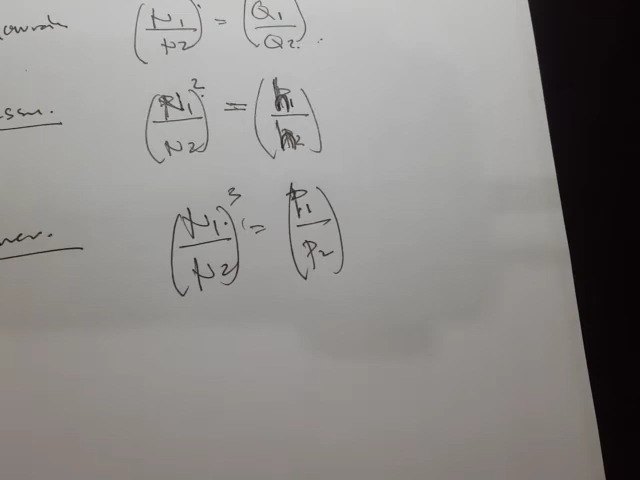 (N1/N2) = (Q1/Q2)
(N1/N2)^2 = (h1/h2)
(N1/N2)^3 = (P1/P2)